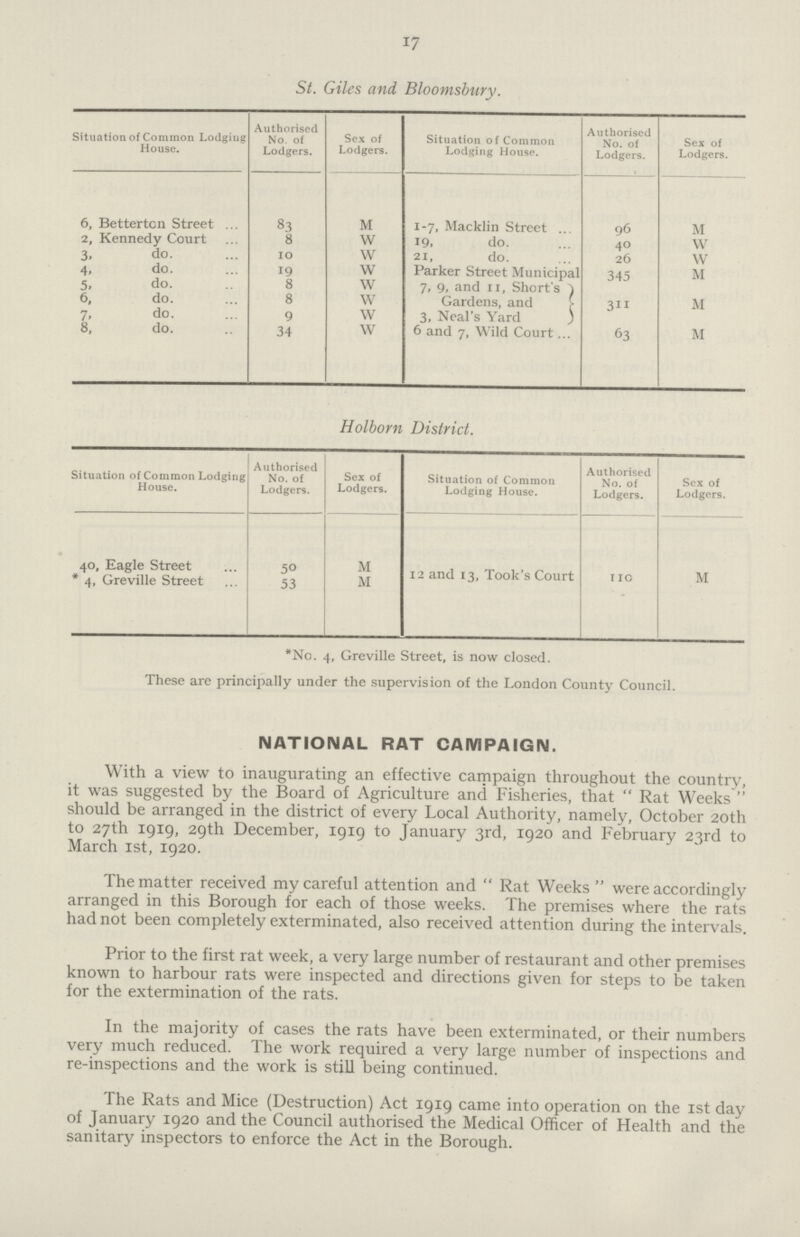 17
St. Giles and Bloomsbury.
Situation of Common Lodging House. Authorised No. of Lodgers. Sex of Lodgers. Situation of Common Lodging House. Authorised No. of Lodgers. Sex of Lodgers.
6, Betterton Street ... 83 M
2, Kennedy Court ... 8 W
3, do. ... 10 W
4, do. ... 19 W
5, do. .. 8 W
6, do. ... 8 W
7, do. ... 9 W
8, do. .. 34 W
1-7, Macklin Street ... 96 M
19, do. ... 40 W
21, do. ... 26 W
Parker Street Municipal 345 M
7, 9, and 11, Short's
Gardens, and } 311 M
3, Neal's Yard
6 and 7, Wild Court ... 63 M
Holborn District.
Situation of Common Lodging House. Authorised No. of Lodgers. Sex of Lodgers. Situation of Common Lodging House. Authorised No. of Lodgers. Sex of Lodgers.
40, Eagle Street ... 50 M
* 4, Greville Street ... 53 M
12 and 13, Took's Court 110 M
*No. 4, Greville Street, is now closed.
These are principally under the supervision of the London County Council.
NATIONAL RAT CAMPAIGN.
With a view to inaugurating an effective campaign throughout the country,
it was suggested by the Board of Agriculture and Fisheries, that " Rat Weeks "
should be arranged in the district of every Local Authority, namely, October 20th
to 27th 1919, 29th December, 1919 to January 3rd, 1920 and February 23rd to
March 1st, 1920.
The matter received my careful attention and " Rat Weeks " were accordingly
arranged in this Borough for each of those weeks. The premises where the rats
had not been completely exterminated, also received attention during the intervals.
Prior to the first rat week, a very large number of restaurant and other premises
known to harbour rats were inspected and directions given for steps to be taken
for the extermination of the rats.
In the majority of cases the rats have been exterminated, or their numbers
very much reduced. The work required a very large number of inspections and
re-inspections and the work is still being continued.
The Rats and Mice (Destruction) Act 1919 came into operation on the 1st day
of January 1920 and the Council authorised the Medical Officer of Health and the
sanitary inspectors to enforce the Act in the Borough.